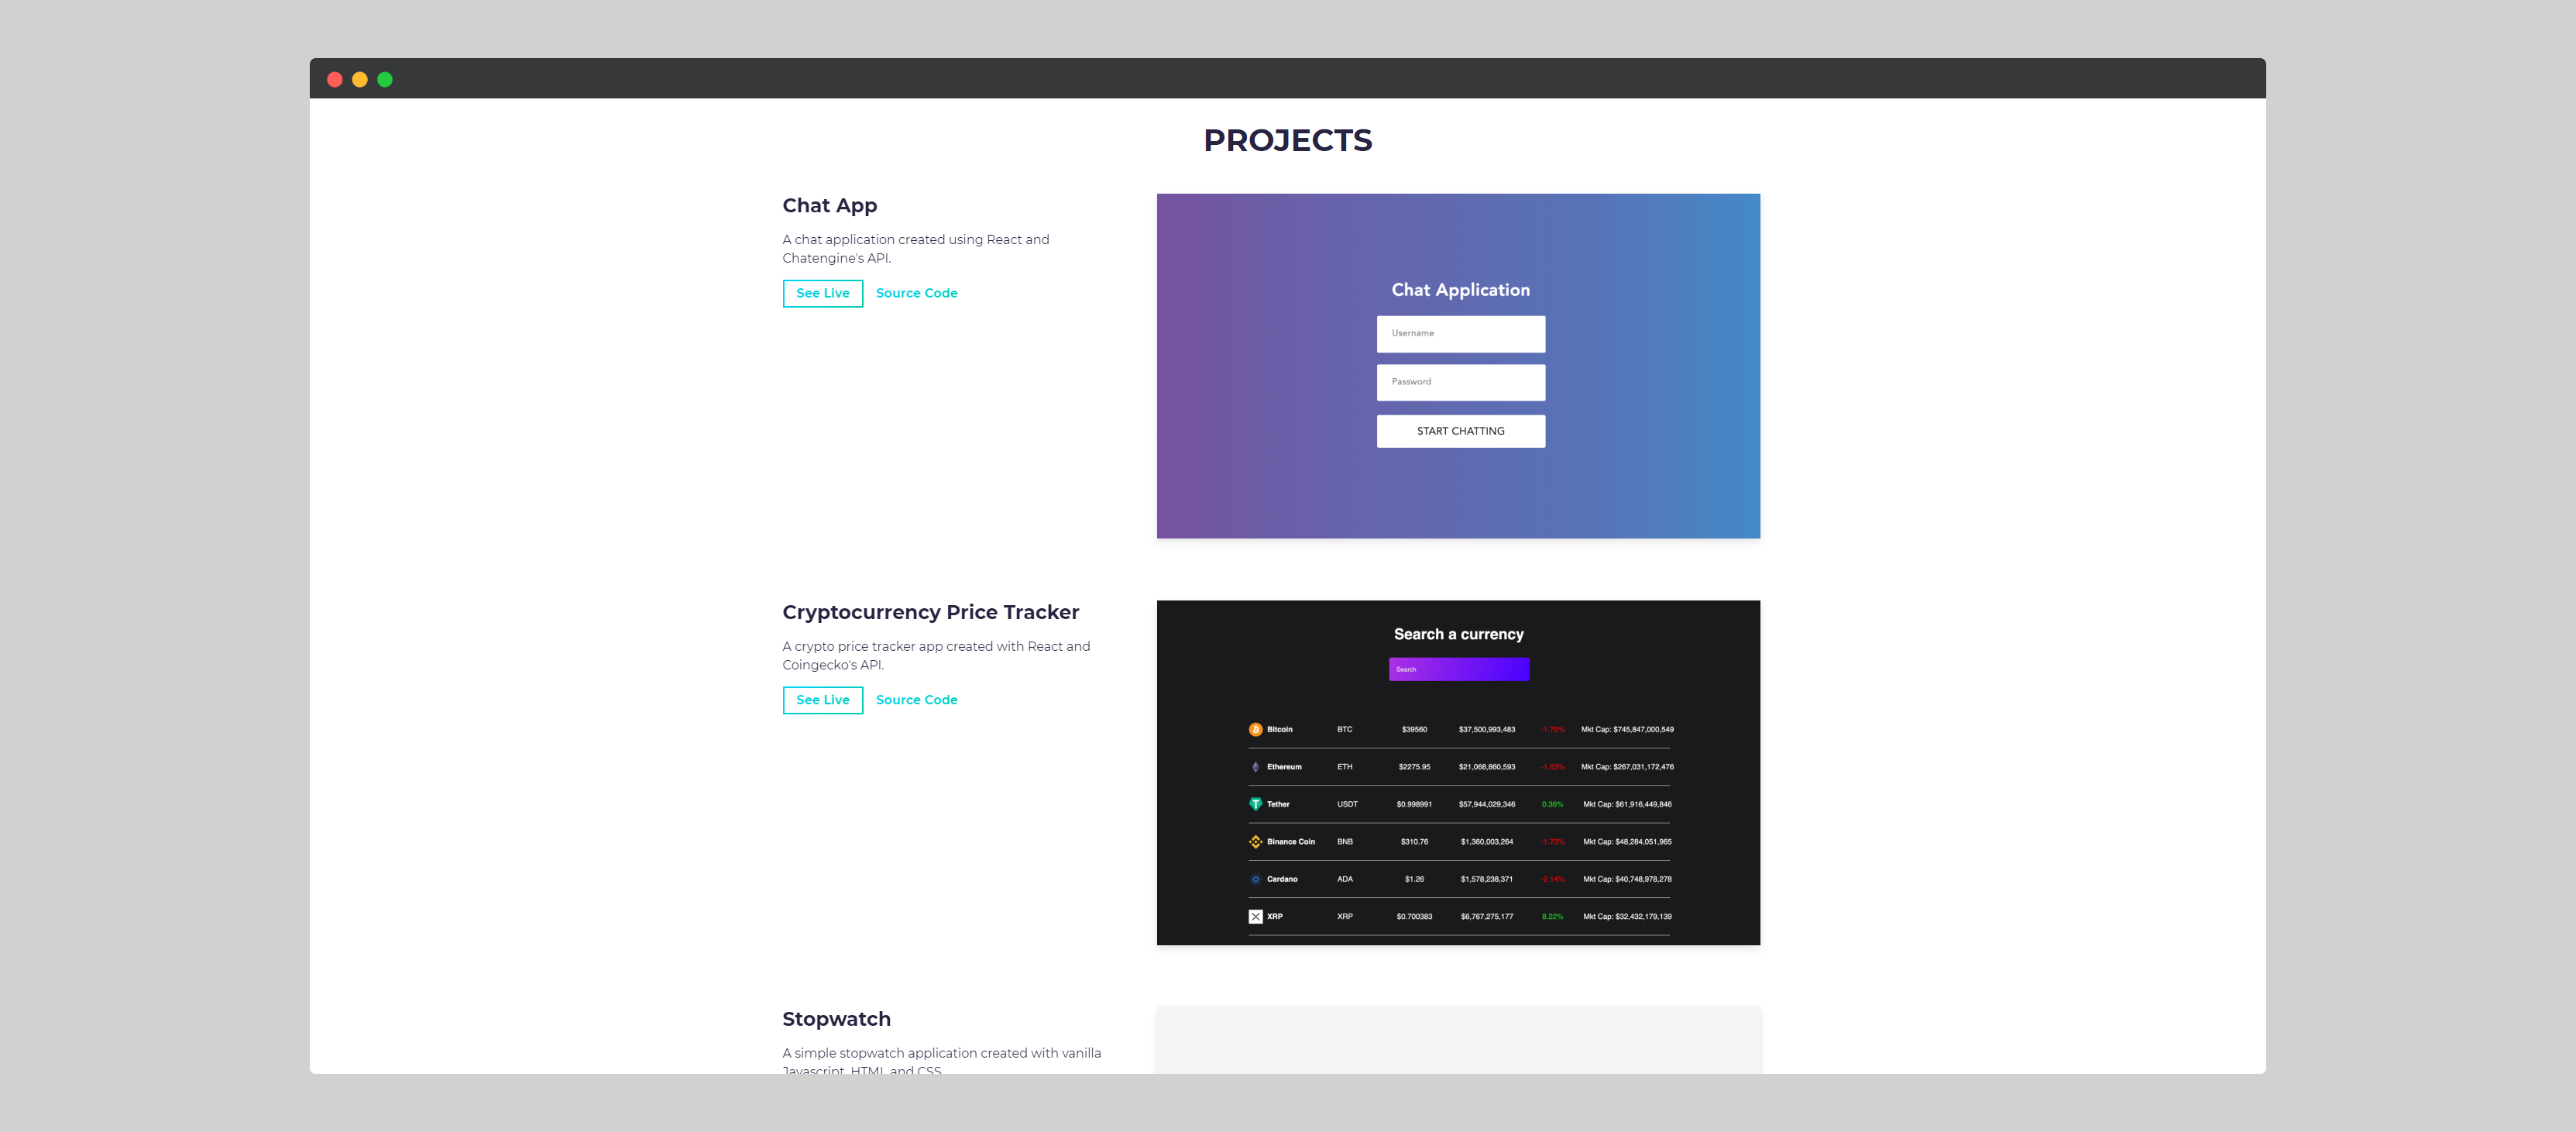 PROJECTS
Chat App
A chat application created using React and
Chatengine's API.
See Live Source Code
Chat Application
Username
Password
START CHATTING
Cryptocurrency Price Tracker
A crypto price tracker app created with React and
Coingecko's API.
See Live Source Code
Search a currency
Search
Bitcoin BTC $39560 $37,500,993,483 -1.75% Mkt Cap: $745,847,000,549
Ethereum ETH $2275.95 $21,068,860,593 -1.63% Mkt Cap: $267,031,172,476
Tether USDT $0.998991 $57,944,029,346 0.36% Mkt Cap: $61,916,449,846
Binance Coin BNB $310.76 $1,360,003,264 -1.73% Mkt Cap: $48,284,051,965
Cardano ADA $1.26 $1,578,238,371 -2.14% Mkt Cap: $40,748,978,278
XRP XRP $0.700383 $6,767,275,177 8.22% Mkt Cap: $32,432,179,139
Stopwatch
A simple stopwatch application created with vanilla
Javascript, HTML and CSS